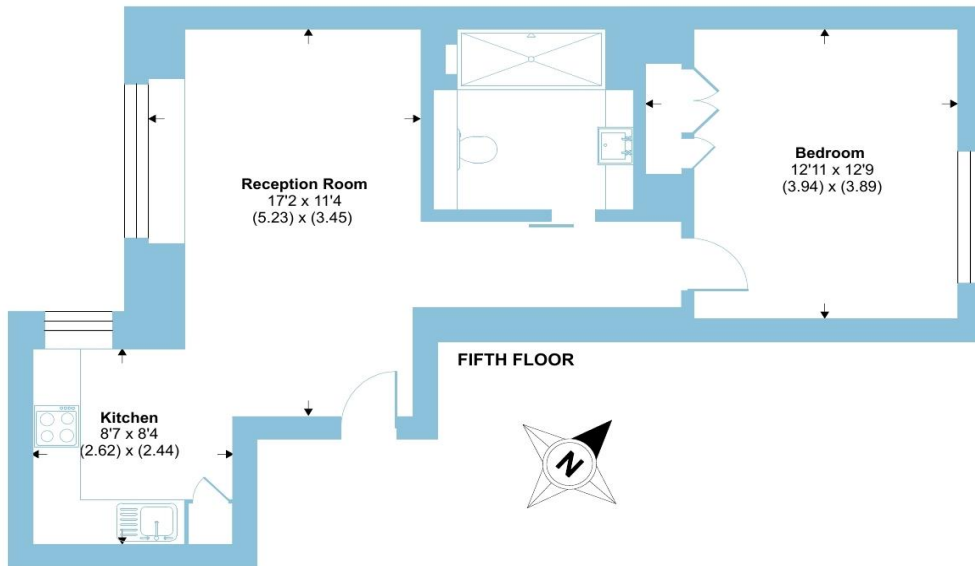 Reception Room
17'2 x 11'4
(5.23) x (3.45)
Bedroom
12'11 x 12'9
(3.94) x (3.89)
FIFTH FLOOR
Kitchen
8'7 x 8'4
(2.62) x (2.44)
N